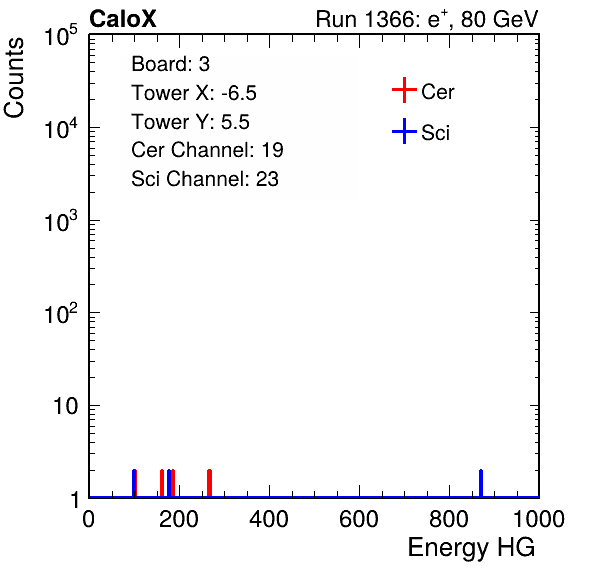 CaloX Run 1366: e⁺, 80 GeV
Counts
10⁵
10⁴
10³
10²
10
1
Board: 3
Tower X: -6.5
Tower Y: 5.5
Cer Channel: 19
Sci Channel: 23
Cer
Sci
0 200 400 600 800 1000
Energy HG